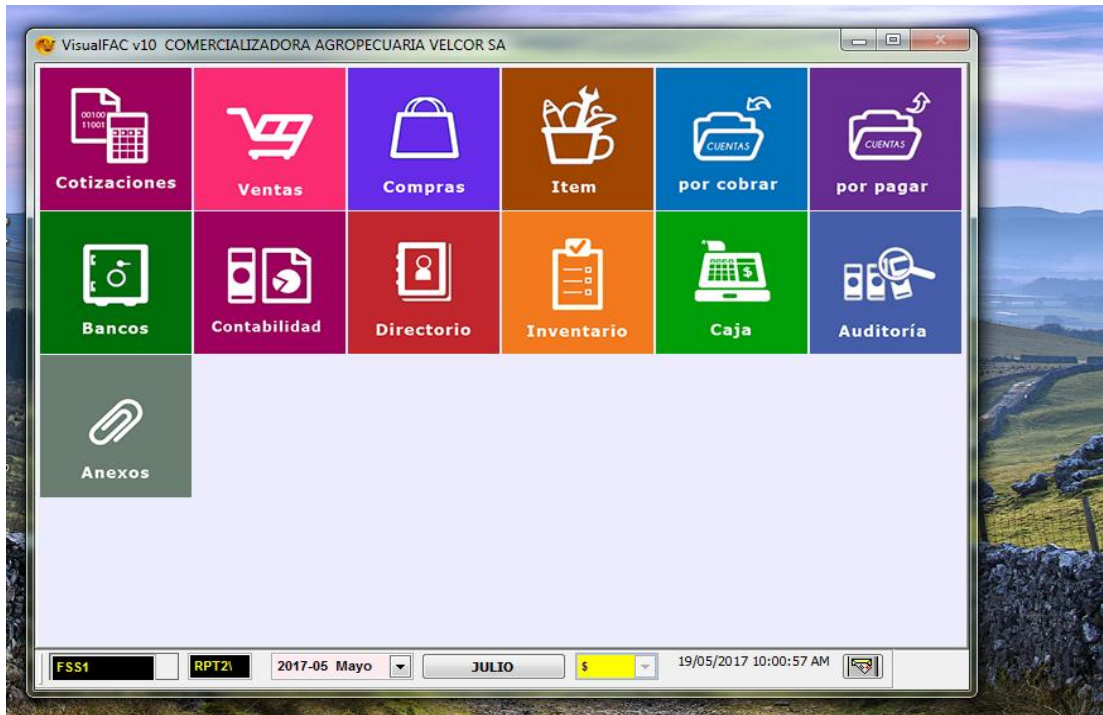 VisualFAC v10 COMERCIALIZADORA AGROPECUARIA VELCOR SA
00100
11001
Cotizaciones
Ventas
Compras
Item
CUENTAS
por cobrar
CUENTAS
por pagar
Bancos
Contabilidad
Directorio
Inventario
$
Caja
Auditoría
Anexos
FSS1
RPT2\
2017-05 Mayo
JULIO
$
19/05/2017 10:00:57 AM